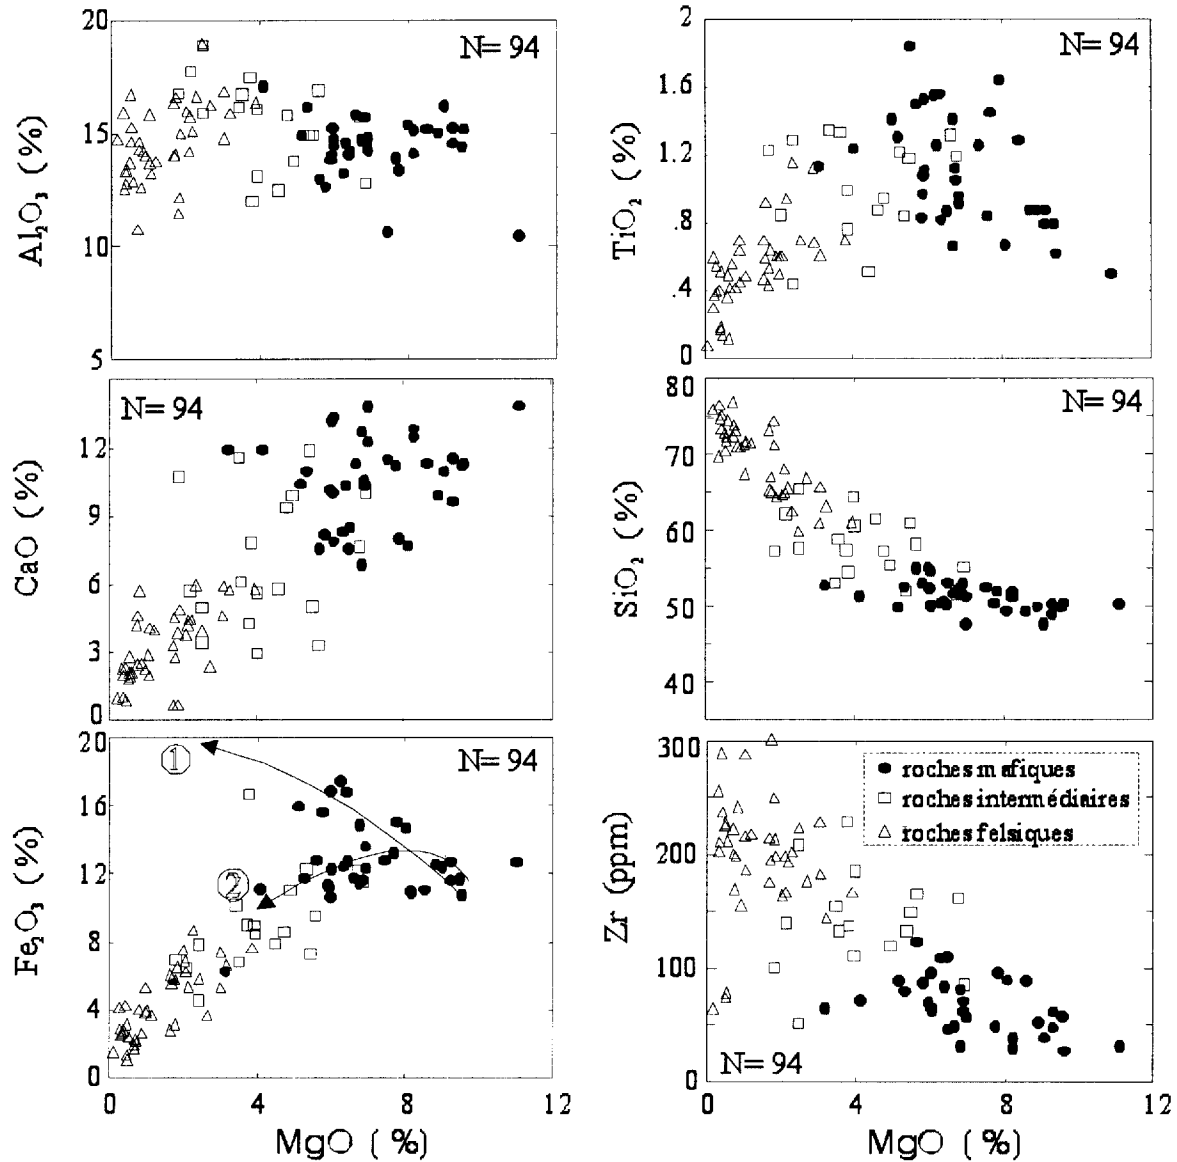 20
15
10
5
Al₂O₃ (%)
N= 94
2
1.6
1.2
.8
.4
0
TiO₂ (%)
N= 94
12
9
6
3
0
CaO (%)
N= 94
80
70
60
50
40
SiO₂ (%)
N= 94
20
16
12
8
4
0
Fe₂O₃ (%)
1
2
N= 94
0 4 8 12
MgO (%)
300
200
100
0
Zr (ppm)
roches mafiques
roches intermédiaires
roches felsiques
N= 94
0 4 8 12
MgO (%)